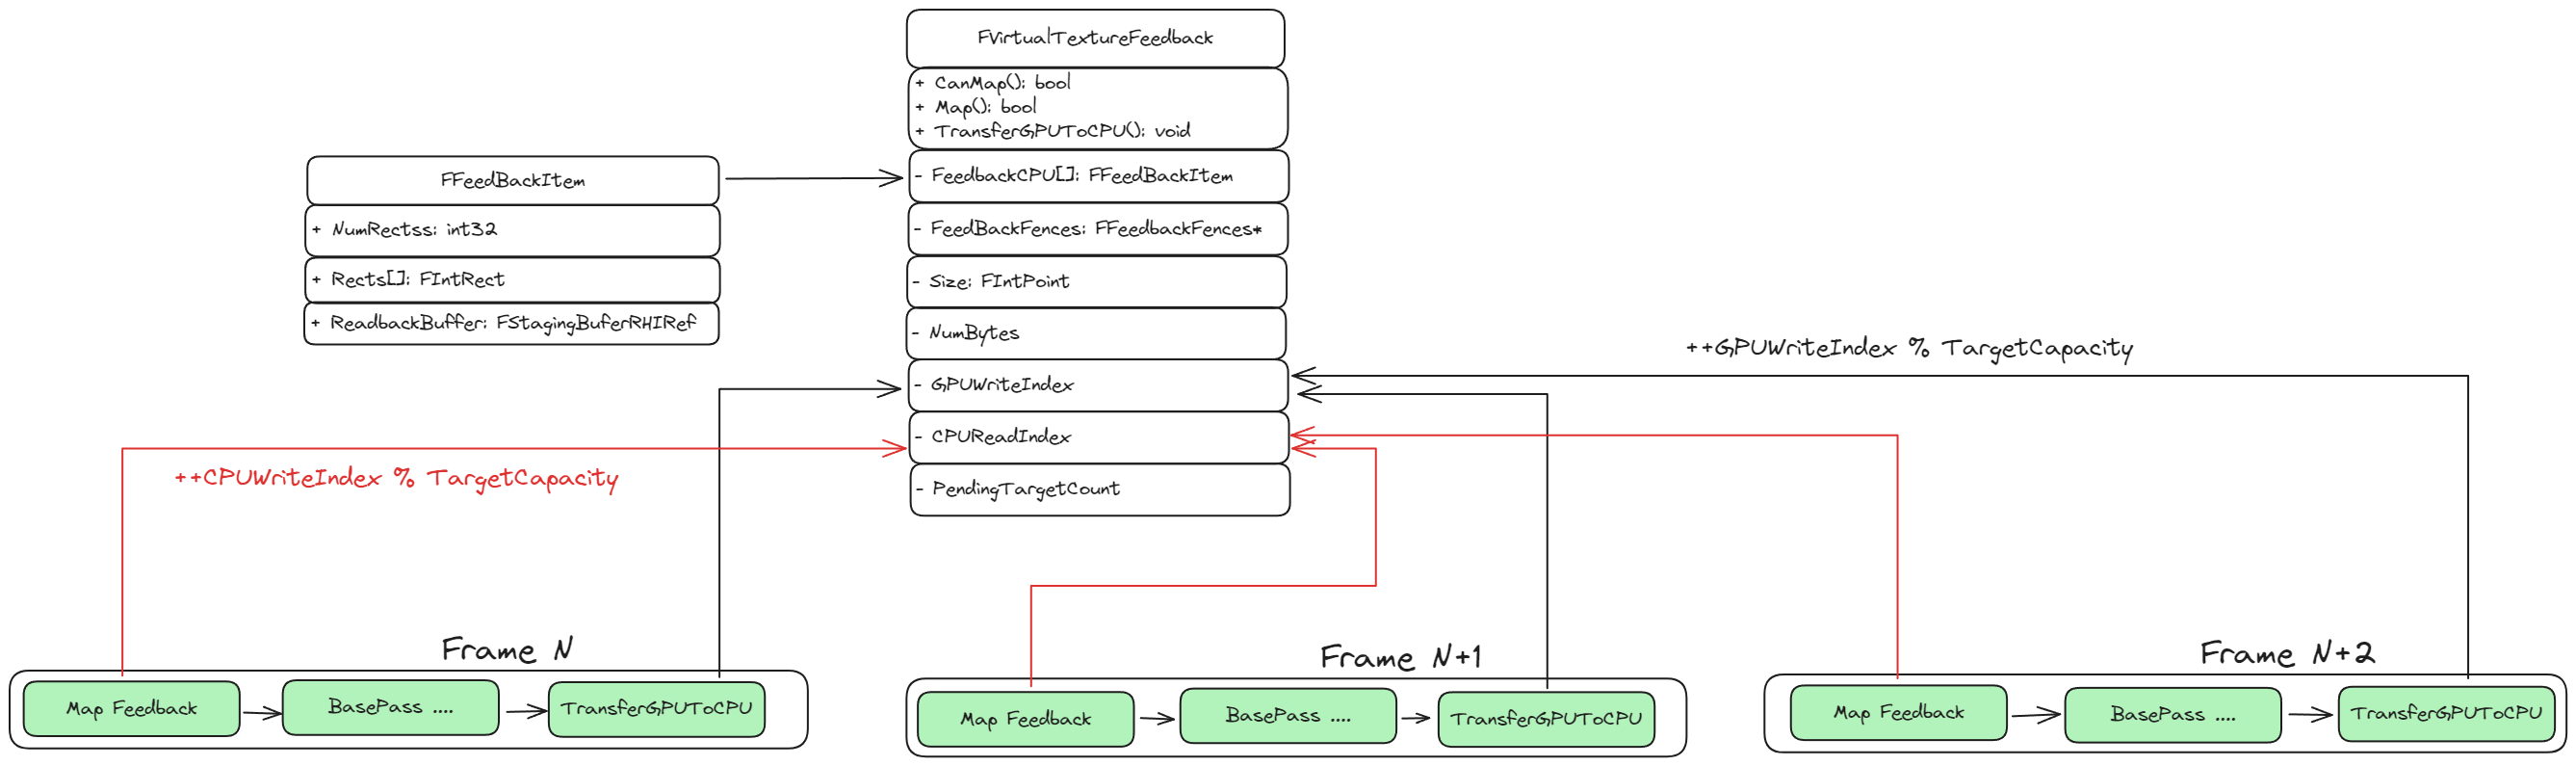 FVirtualTextureFeedback
+ CanMap(): bool
+ Map(): bool
+ TransferGPUToCPU(): void
- FeedbackCPU[]: FFeedBackItem
- FeedBackFences: FFeedbackFences*
- Size: FIntPoint
- NumBytes
- GPUWriteIndex
- CPUReadIndex
- PendingTargetCount
FFeedBackItem
+ NumRectss: int32
+ Rects[]: FIntRect
+ ReadbackBuffer: FStagingBuferRHIRef
++GPUWriteIndex % TargetCapacity
++CPUWriteIndex % TargetCapacity
Frame N
Map Feedback
BasePass ....
TransferGPUToCPU
Frame N+1
Map Feedback
BasePass ....
TransferGPUToCPU
Frame N+2
Map Feedback
BasePass ....
TransferGPUToCPU